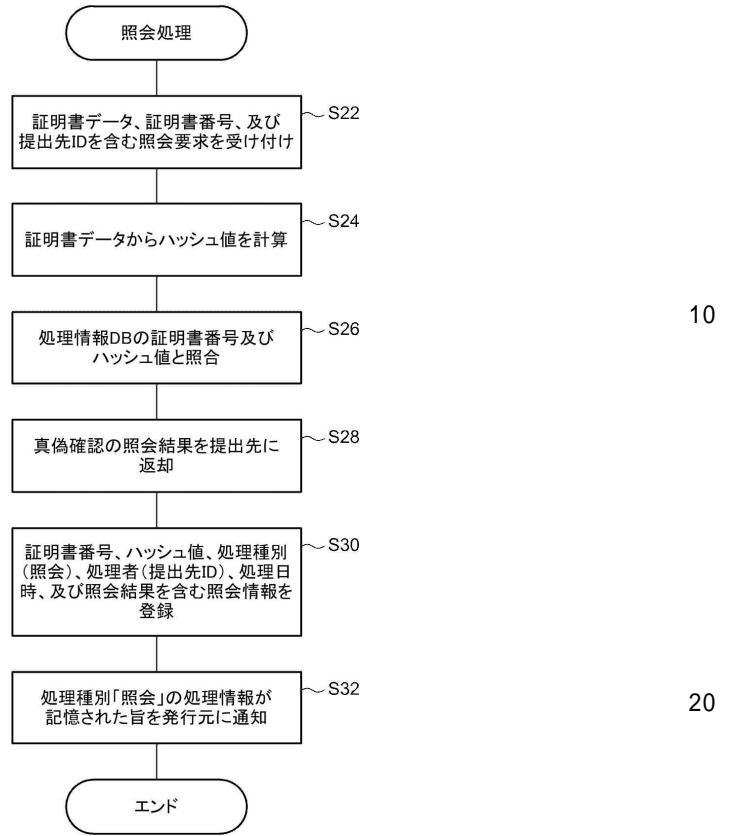 照会処理
証明書データ、証明書番号、及び
提出先IDを含む照会要求を受け付け
S22
証明書データからハッシュ値を計算
S24
処理情報DBの証明書番号及び
ハッシュ値と照合
S26
10
真偽確認の照会結果を提出先に
返却
S28
証明書番号、ハッシュ値、処理種別
(照会)、処理者(提出先ID)、処理日
時、及び照会結果を含む照会情報を
登録
S30
処理種別「照会」の処理情報が
記憶された旨を発行元に通知
S32
20
エンド